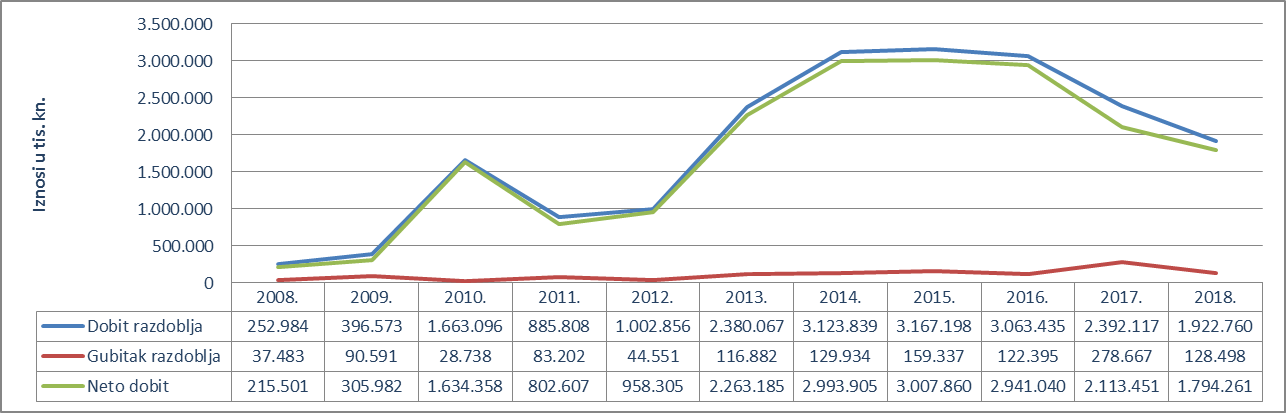 3.500.000
3.000.000
2.500.000
2.000.000
1.500.000
1.000.000
500.000
0
Iznosi u tis. kn.
2008. 2009. 2010. 2011. 2012. 2013. 2014. 2015. 2016. 2017. 2018.
Dobit razdoblja 252.984 396.573 1.663.096 885.808 1.002.856 2.380.067 3.123.839 3.167.198 3.063.435 2.392.117 1.922.760
Gubitak razdoblja 37.483 90.591 28.738 83.202 44.551 116.882 129.934 159.337 122.395 278.667 128.498
Neto dobit 215.501 305.982 1.634.358 802.607 958.305 2.263.185 2.993.905 3.007.860 2.941.040 2.113.451 1.794.261